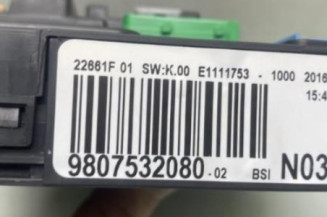 22661F 01 SW:K.00 E1111753 - 1000 2016
15:4
9807532080 -02 BSI N03